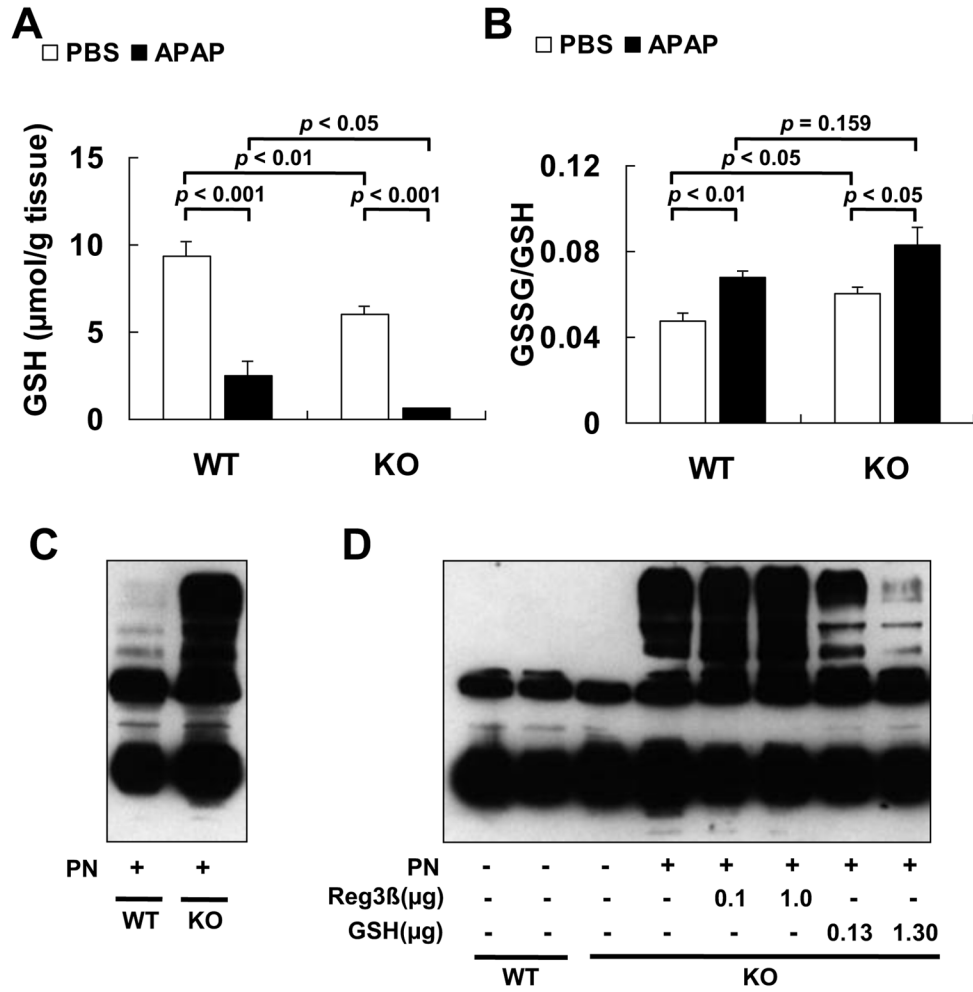 A
□ PBS ■ APAP
GSH (µmol/g tissue)
15
10
5
0
p < 0.05
p < 0.01
p < 0.001
p < 0.001
WT
KO
B
□ PBS ■ APAP
GSSG/GSH
0.12
0.08
0.04
0
p = 0.159
p < 0.05
p < 0.01
p < 0.05
WT
KO
C
PN + +
WT KO
D
PN - - - + + + + +
Reg3ß(µg) - - - - 0.1 1.0 - -
GSH(µg) - - - - - - 0.13 1.30
WT KO